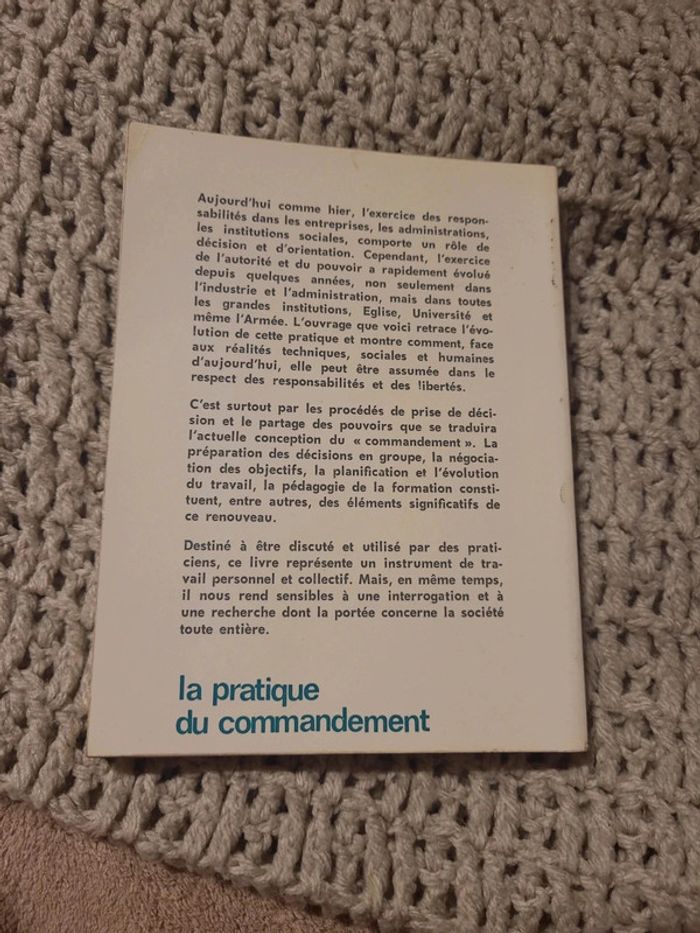 Aujourd'hui comme hier, l'exercice des respon-
sabilités dans les entreprises, les administrations,
les institutions sociales, comporte un rôle de
décision et d'orientation. Cependant, l'exercice
de l'autorité et du pouvoir a rapidement évolué
depuis quelques années, non seulement dans
l'industrie et l'administration, mais dans toutes
les grandes institutions, Eglise, Université et
même l'Armée. L'ouvrage que voici retrace l'évo-
lution de cette pratique et montre comment, face
aux réalités techniques, sociales et humaines
d'aujourd'hui, elle peut être assumée dans le
respect des responsabilités et des libertés.
C'est surtout par les procédés de prise de déci-
sion et le partage des pouvoirs que se traduira
l'actuelle conception du « commandement ». La
préparation des décisions en groupe, la négocia-
tion des objectifs, la planification et l'évolution
du travail, la pédagogie de la formation consti-
tuent, entre autres, des éléments significatifs de
ce renouveau.
Destiné à être discuté et utilisé par des prati-
ciens, ce livre représente un instrument de tra-
vail personnel et collectif. Mais, en même temps,
il nous rend sensibles à une interrogation et à
une recherche dont la portée concerne la société
toute entière.
la pratique
du commandement